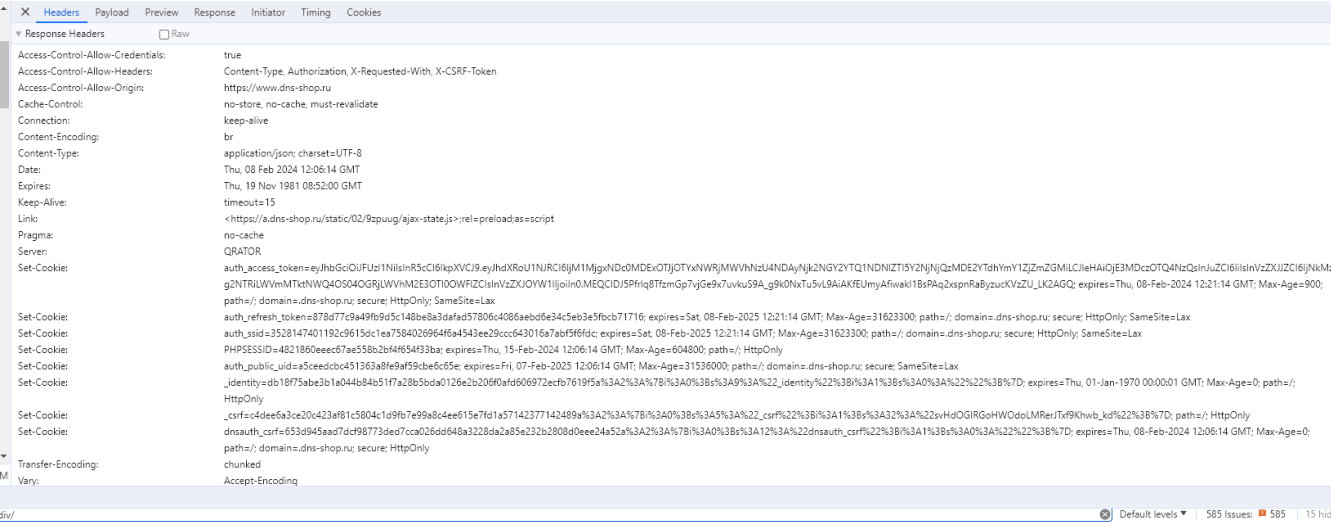 Headers Payload Preview Response Initiator Timing Cookies
Response Headers Raw
Access-Control-Allow-Credentials: true
Access-Control-Allow-Headers: Content-Type, Authorization, X-Requested-With, X-CSRF-Token
Access-Control-Allow-Origin: https://www.dns-shop.ru
Cache-Control: no-store, no-cache, must-revalidate
Connection: keep-alive
Content-Encoding: br
Content-Type: application/json; charset=UTF-8
Date: Thu, 08 Feb 2024 12:06:14 GMT
Expires: Thu, 19 Nov 1981 08:52:00 GMT
Keep-Alive: timeout=15
Link: <https://a.dns-shop.ru/static/02/9zpuug/ajax-state.js>;rel=preload;as=script
Pragma: no-cache
Server: QRATOR
Set-Cookie:
expires=Thu, 08-Feb-2024 12:21:14 GMT; Max-Age=900;
path=/; domain=.dns-shop.ru; secure; HttpOnly; SameSite=Lax
Set-Cookie: expires=Sat, 08-Feb-2025 12:21:14 GMT; Max-Age=31623300; path=/; domain=.dns-shop.ru; secure; HttpOnly; SameSite=Lax
Set-Cookie: expires=Sat, 08-Feb-2025 12:21:14 GMT; Max-Age=31623300; path=/; domain=.dns-shop.ru; secure; HttpOnly; SameSite=Lax
Set-Cookie: PHPSESSID=4821860eeec67ae558b2bf4f654f33ba; expires=Thu, 15-Feb-2024 12:06:14 GMT; Max-Age=604800; path=/; HttpOnly
Set-Cookie: auth_public_uid=a5ceedcbc451363a8fe9af59cbe6c65e; expires=Fri, 07-Feb-2025 12:06:14 GMT; Max-Age=31536000; path=/; domain=.dns-shop.ru; secure; SameSite=Lax
Set-Cookie: expires=Thu, 01-Jan-1970 00:00:01 GMT; Max-Age=0; path=/;
HttpOnly
Set-Cookie: path=/; HttpOnly
Set-Cookie: expires=Thu, 08-Feb-2024 12:06:14 GMT; Max-Age=0;
path=/; domain=.dns-shop.ru; secure; HttpOnly
Transfer-Encoding: chunked
Vary: Accept-Encoding
div/ Default levels 585 Issues: 585 15 hid